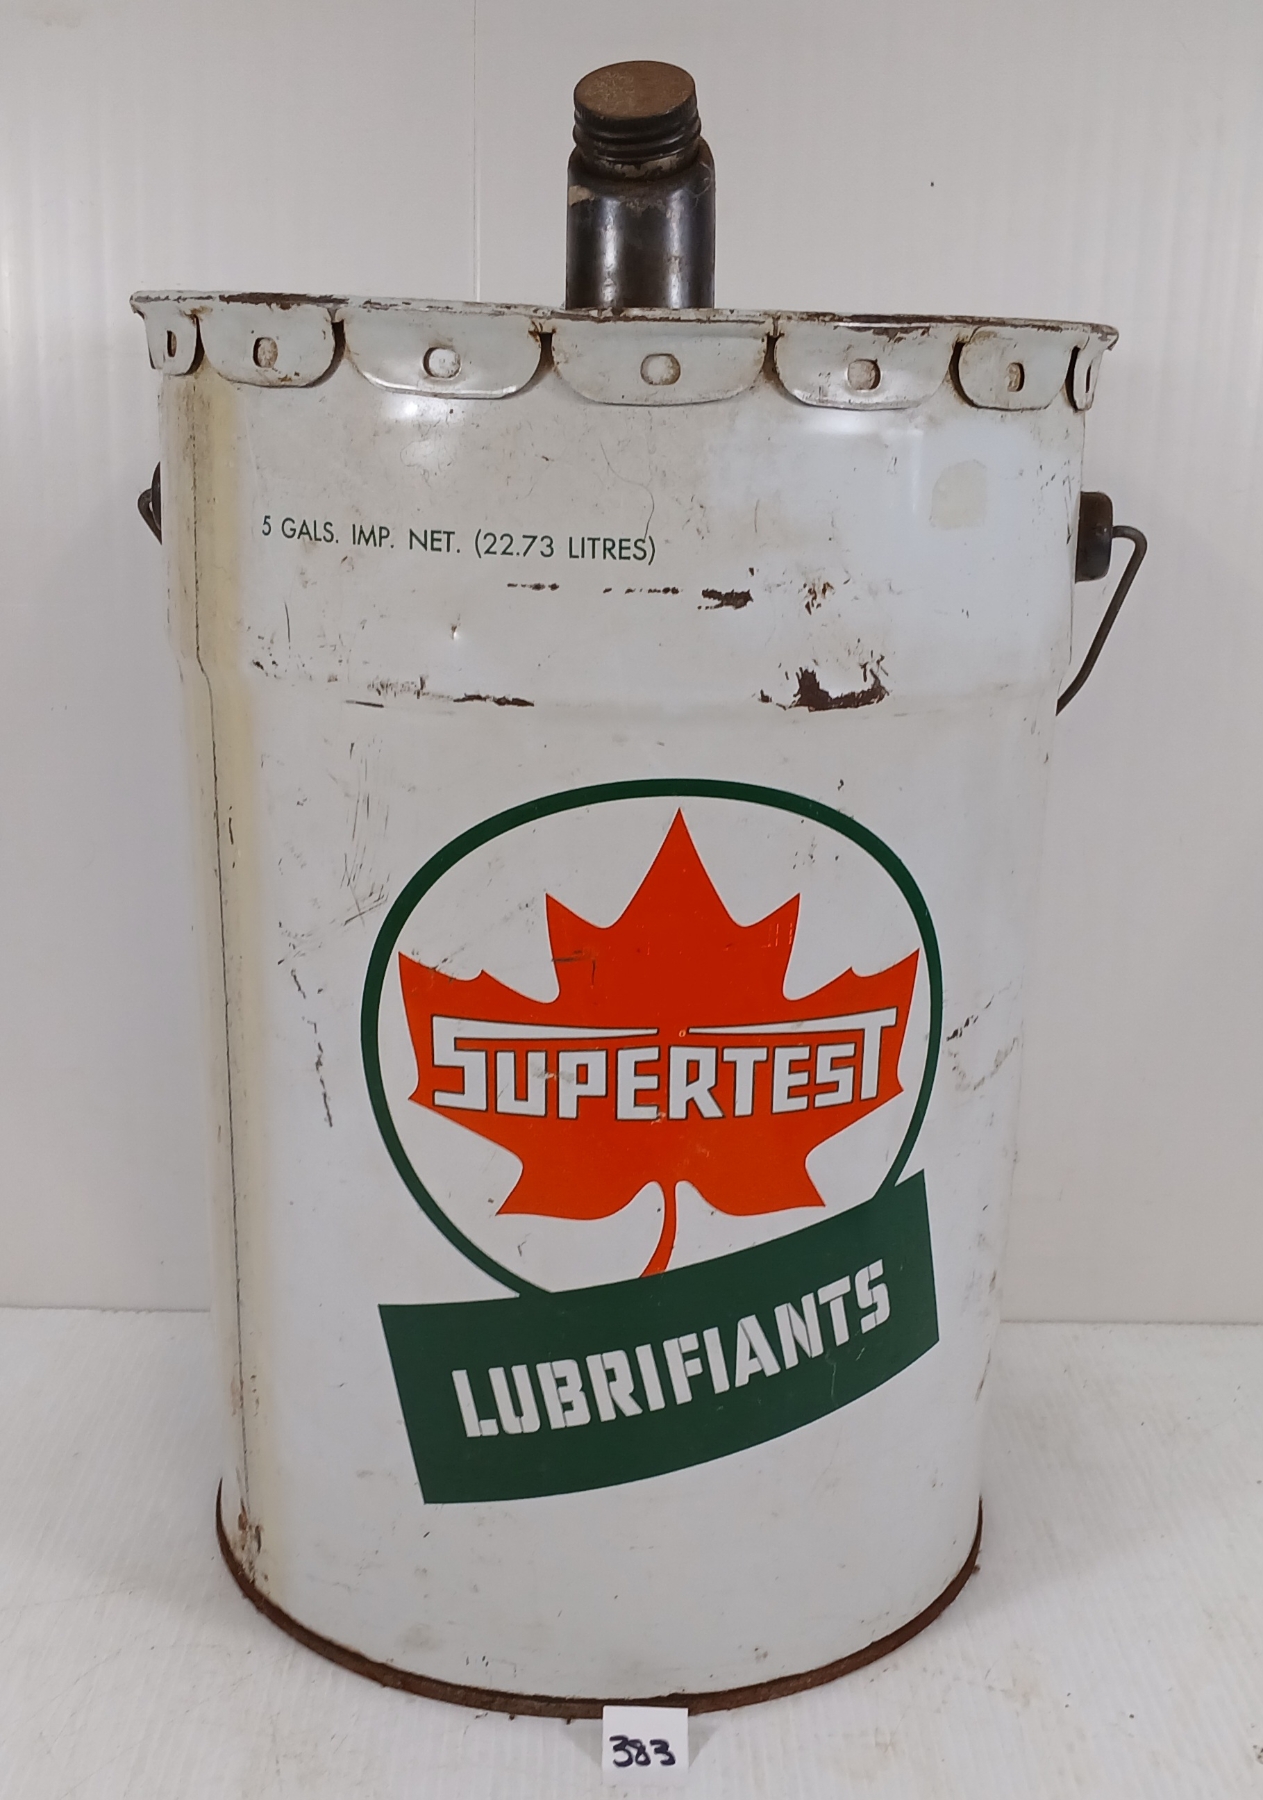 5 GALS. IMP. NET. (22.73 LITRES)
SUPERTEST
LUBRIFIANTS
383